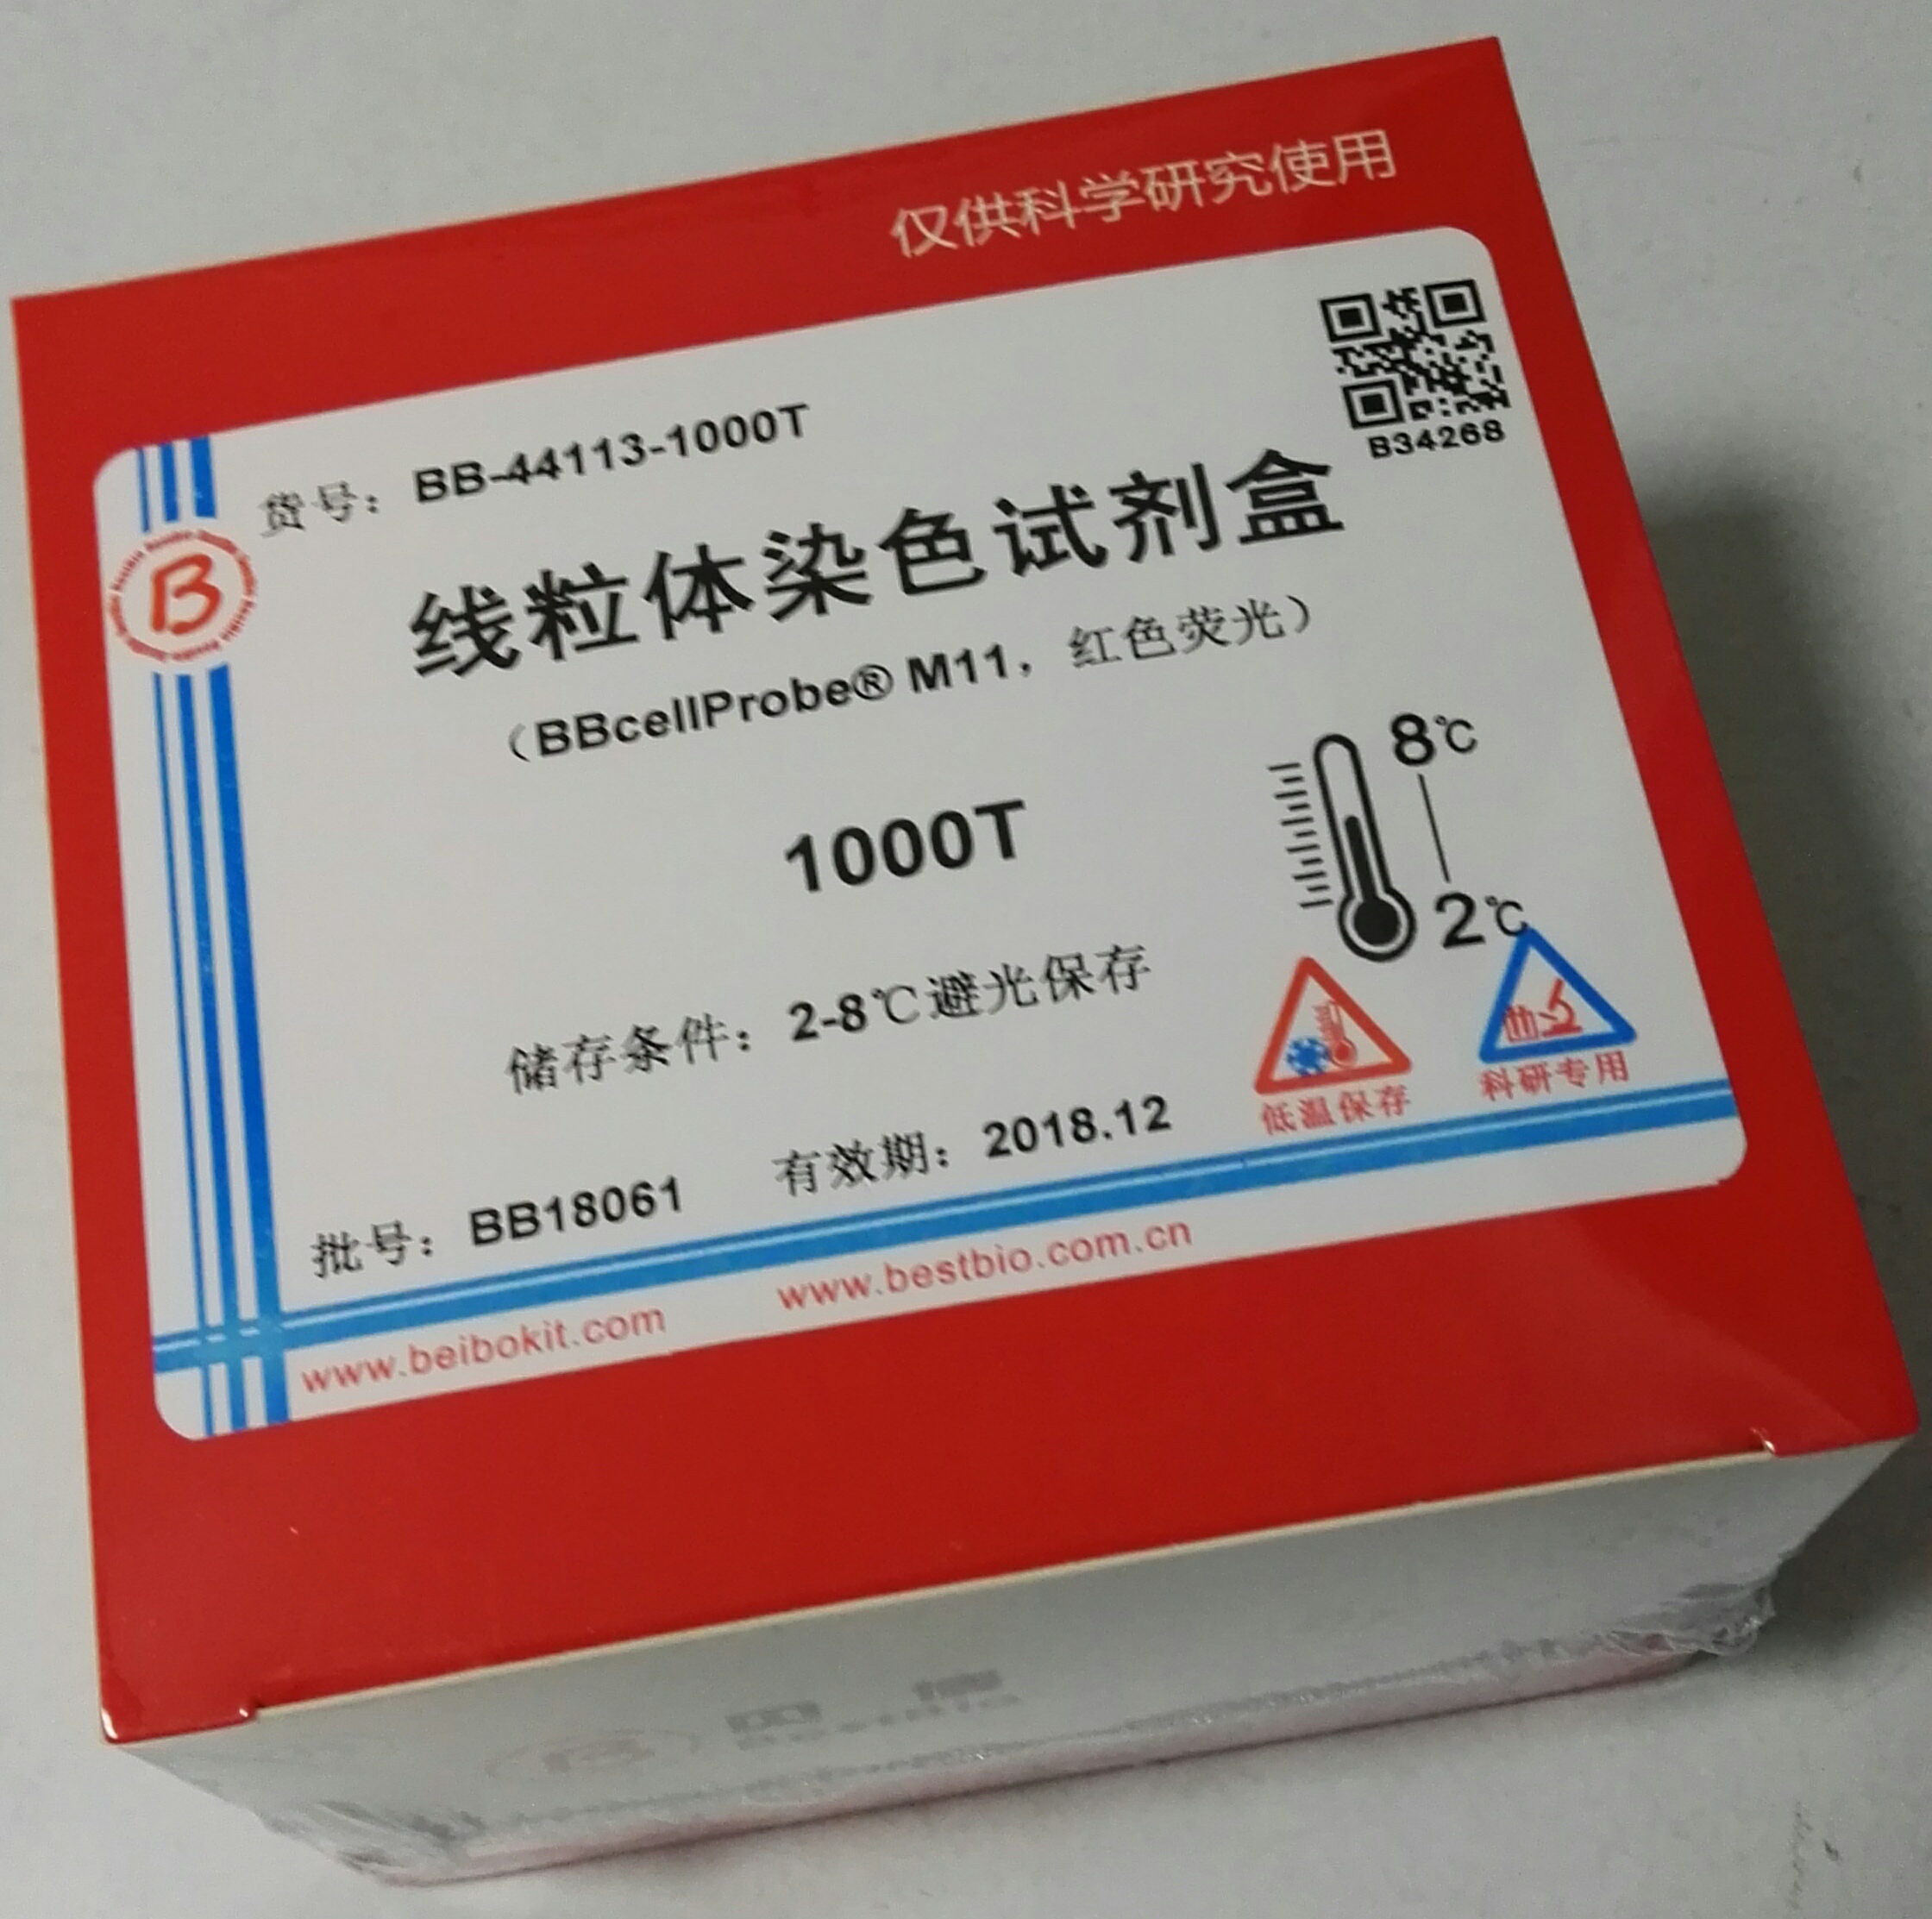 仅供科学研究使用
B34268
货号：BB-44113-1000T
线粒体染色试剂盒
（BBcellProbe® M11，红色荧光）
1000T
8℃
2℃
储存条件：2-8℃避光保存
低温保存
科研专用
批号：BB18061 有效期：2018.12
www.beibokit.com www.bestbio.com.cn
B